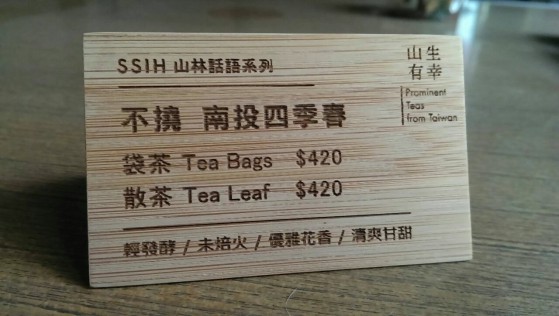 SSIH 山林話語系列
山生
有幸
Prominent
Teas
from Taiwan
不撓 南投四季春
袋茶 Tea Bags $420
散茶 Tea Leaf $420
輕發酵 / 未焙火 / 優雅花香 / 清爽甘甜